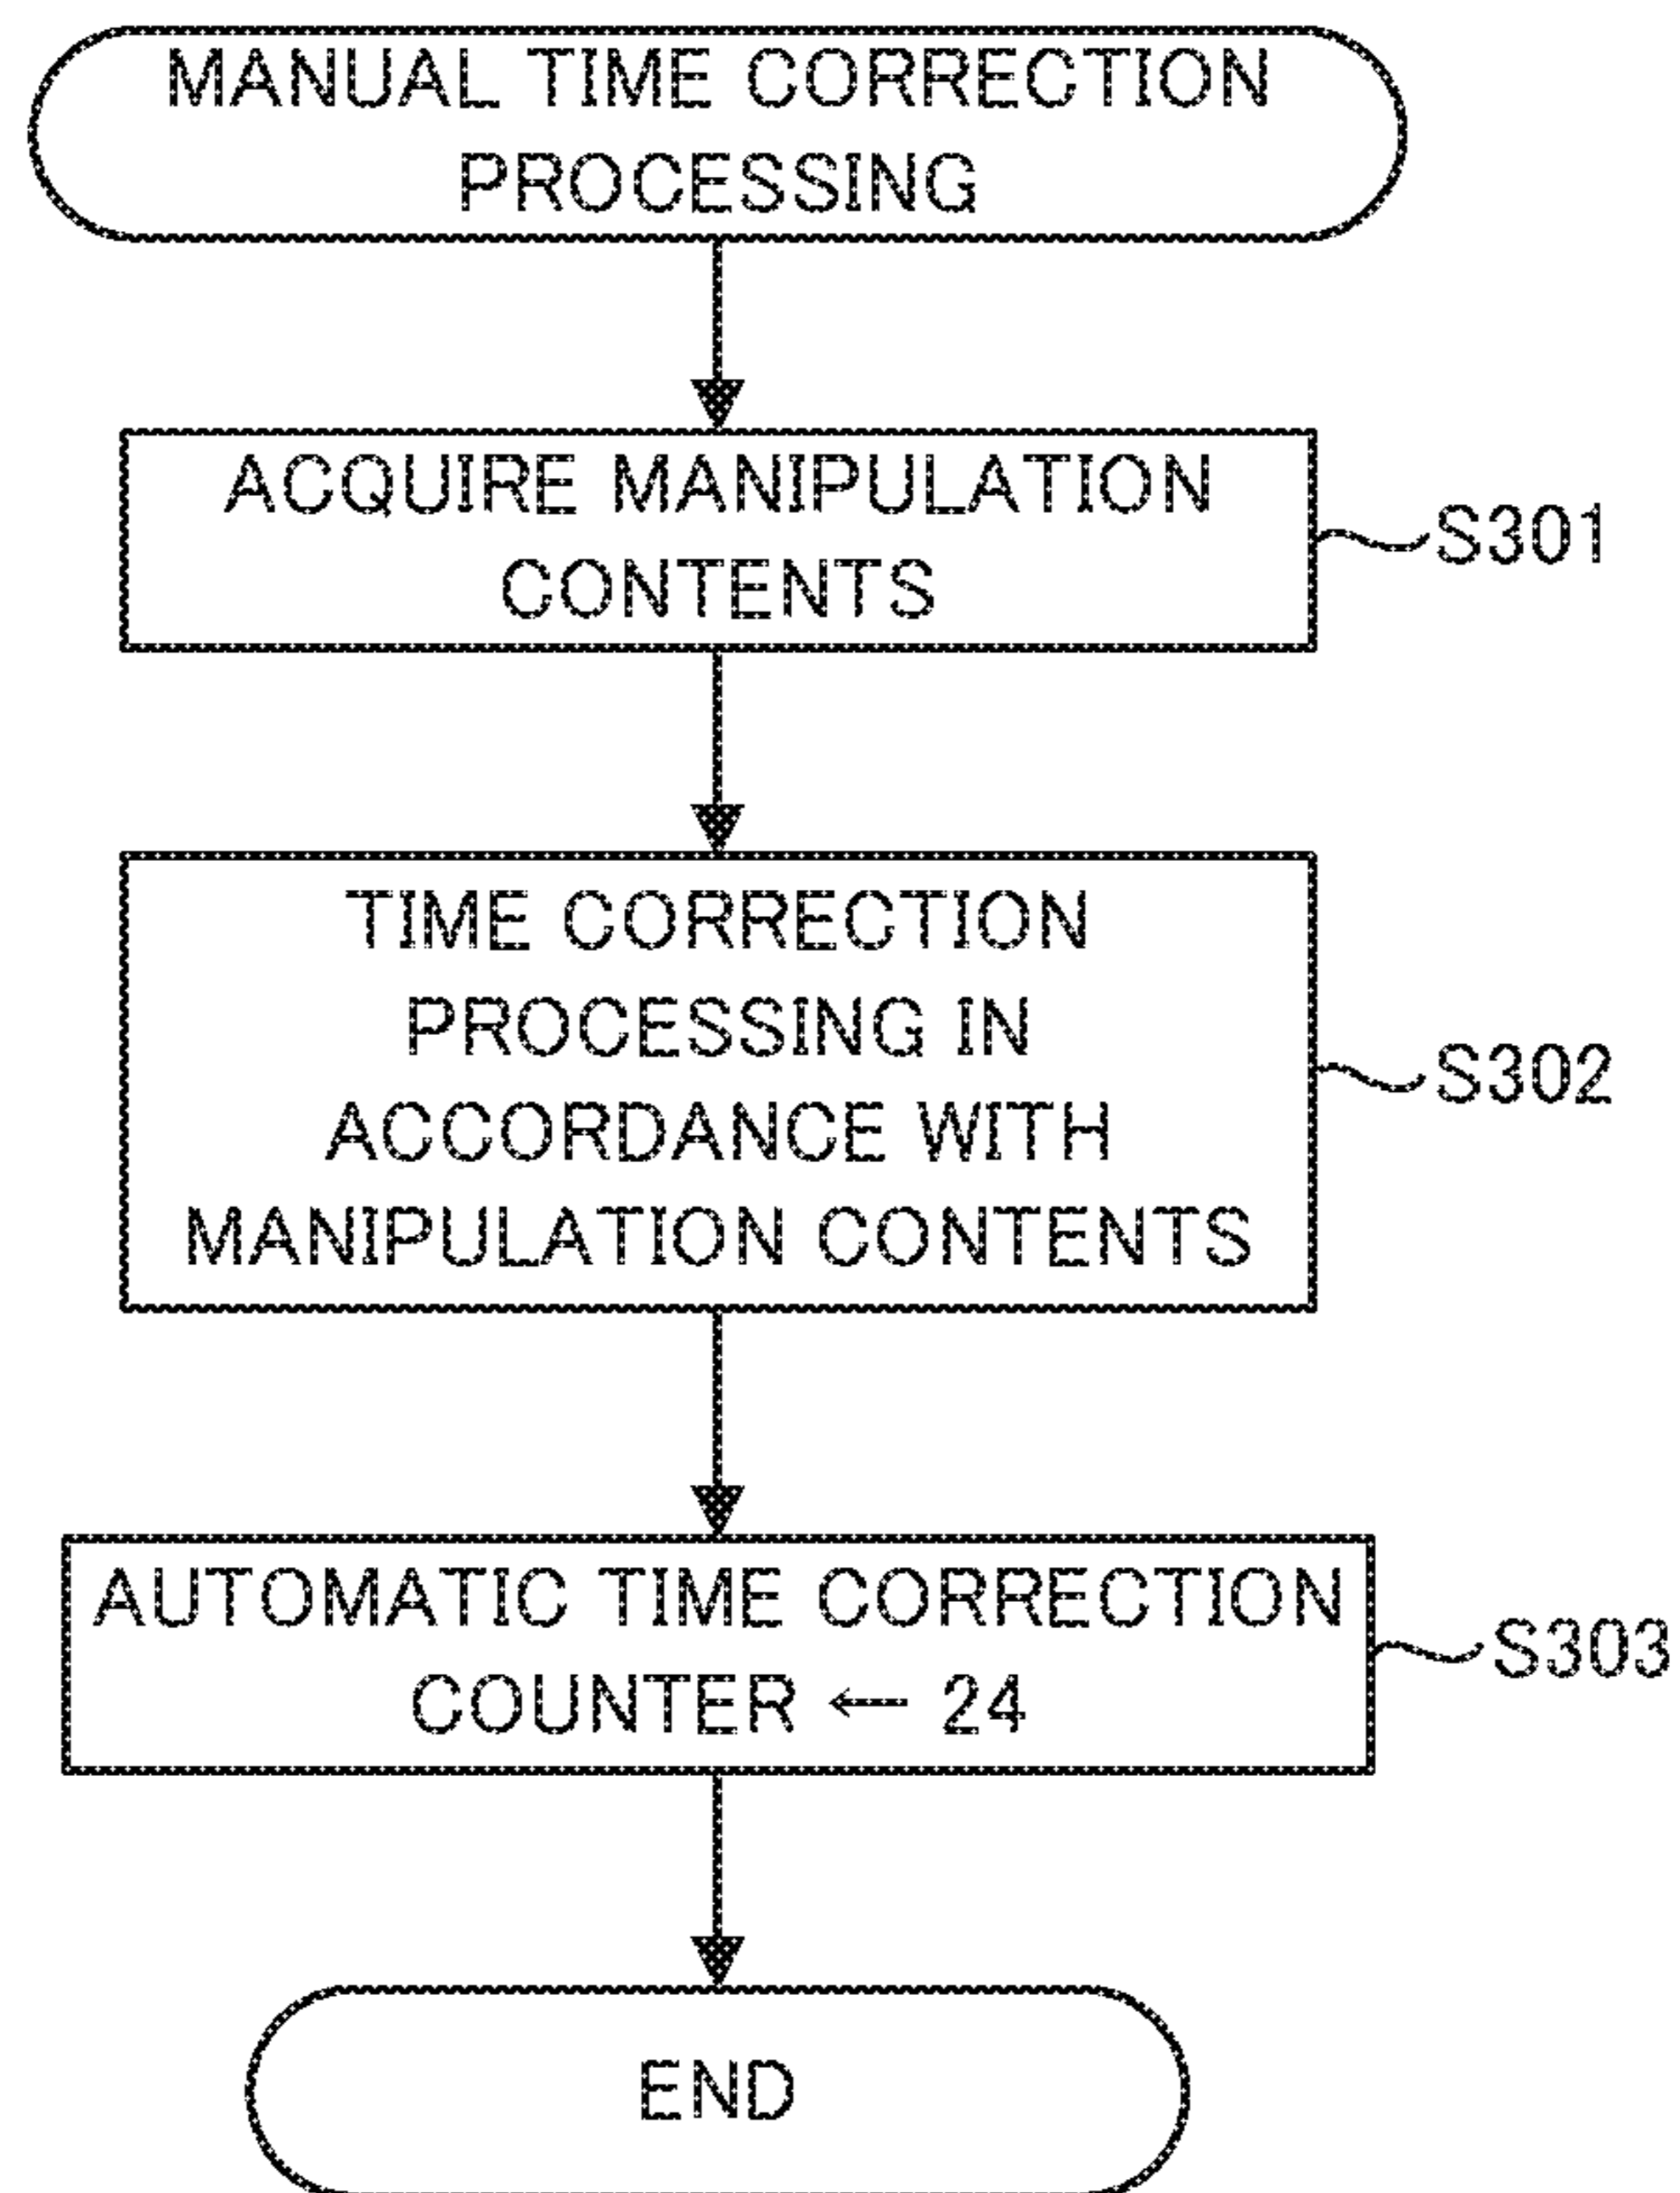 MANUAL TIME CORRECTION
PROCESSING
ACQUIRE MANIPULATION
CONTENTS
S301
TIME CORRECTION
PROCESSING IN
ACCORDANCE WITH
MANIPULATION CONTENTS
S302
AUTOMATIC TIME CORRECTION
COUNTER ← 24
S303
END